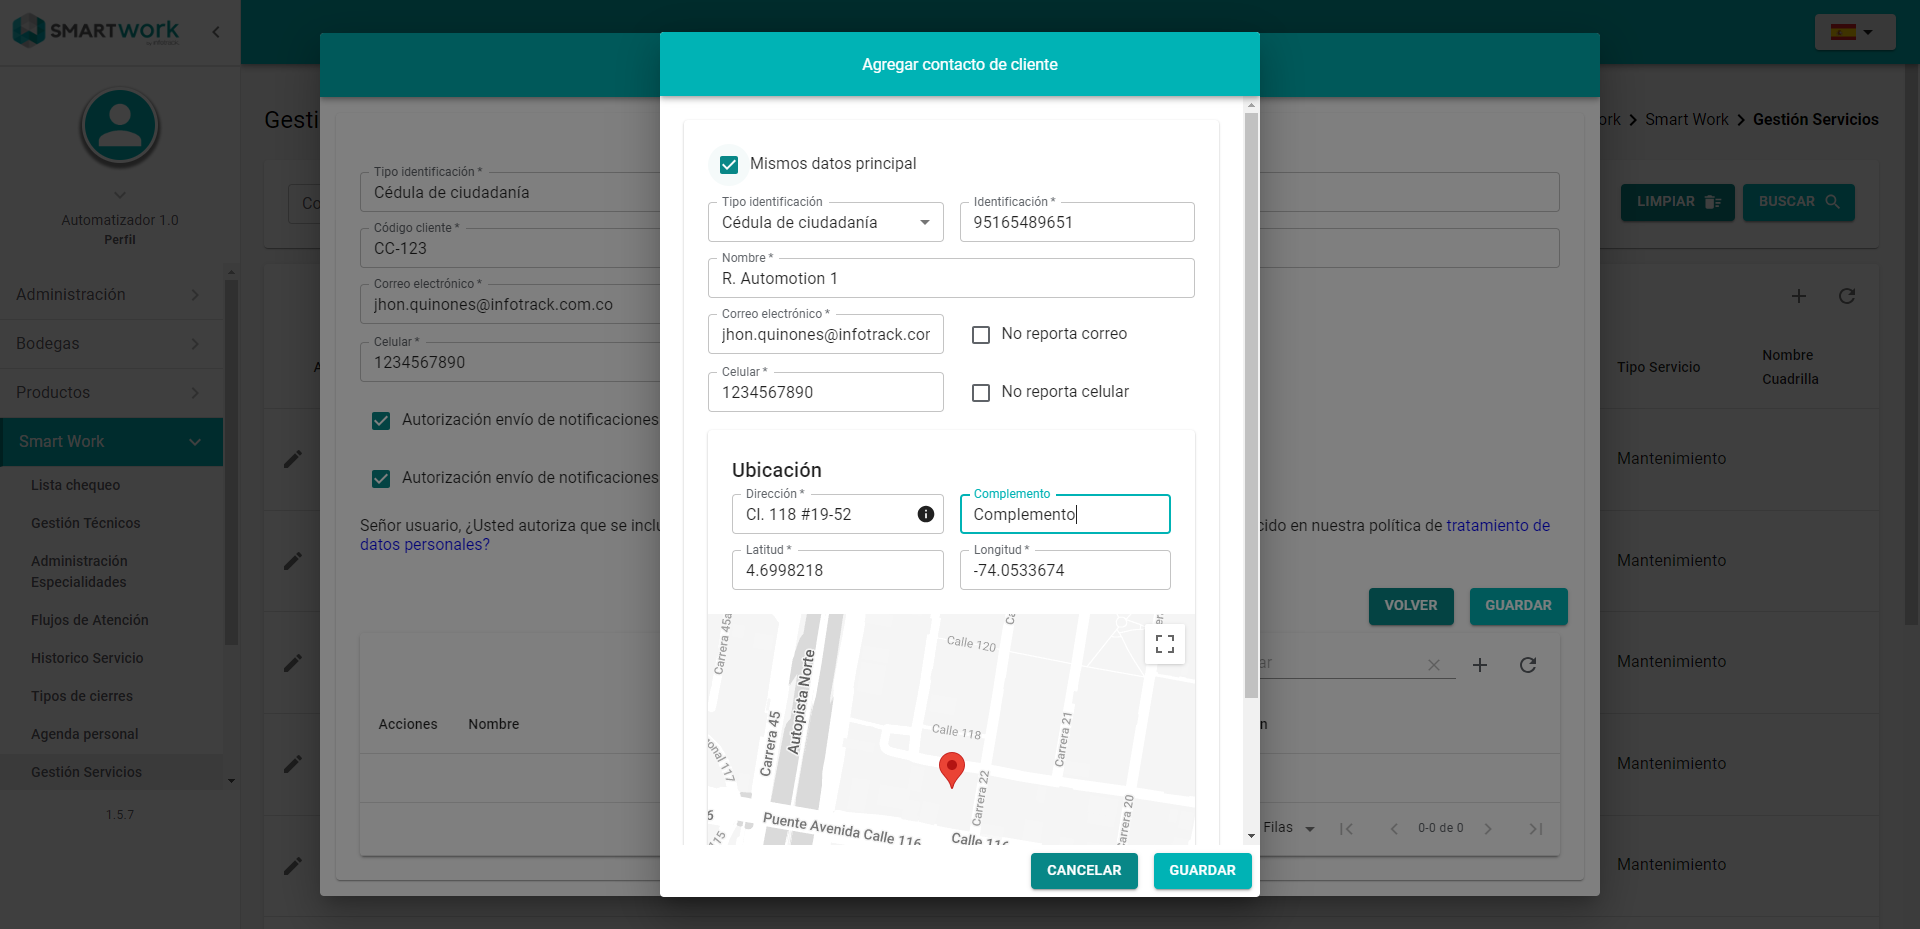 SMARTWORK
Agregar contacto de cliente
Automatizador 1.0
Perfil
Administración
Bodegas
Productos
Smart Work
Lista chequeo
Gestión Técnicos
Administración
Especialidades
Flujos de Atención
Historico Servicio
Tipos de cierres
Agenda personal
Gestión Servicios
1.5.7
Gesti
ork > Smart Work > Gestión Servicios
Co
LIMPIAR
BUSCAR
Tipo Servicio
Nombre
Cuadrilla
Mantenimiento
Mantenimiento
Mantenimiento
Mantenimiento
Mantenimiento
Tipo identificación *
Cédula de ciudadanía
Código cliente *
CC-123
Correo electrónico *
jhon.quinones@infotrack.com.co
Celular *
1234567890
Autorización envío de notificaciones
Autorización envío de notificaciones
Señor usuario, ¿Usted autoriza que se inclu
cido en nuestra política de tratamiento de
datos personales?
VOLVER
GUARDAR
ar
Acciones
Nombre
n
Filas
0-0 de 0
Mismos datos principal
Tipo identificación
Cédula de ciudadanía
Identificación *
95165489651
Nombre *
R. Automotion 1
Correo electrónico *
jhon.quinones@infotrack.cor
No reporta correo
Celular *
1234567890
No reporta celular
Ubicación
Dirección *
Cl. 118 #19-52
Complemento
Complemento
Latitud *
4.6998218
Longitud *
-74.0533674
Carrera 45a
Autopista Norte
Carrera 45
Calle 120
Calle 118
Carrera 21
Carrera 22
Carrera 20
onal 117
115
6
Puente Avenida Calle 116
Calle 116
CANCELAR
GUARDAR